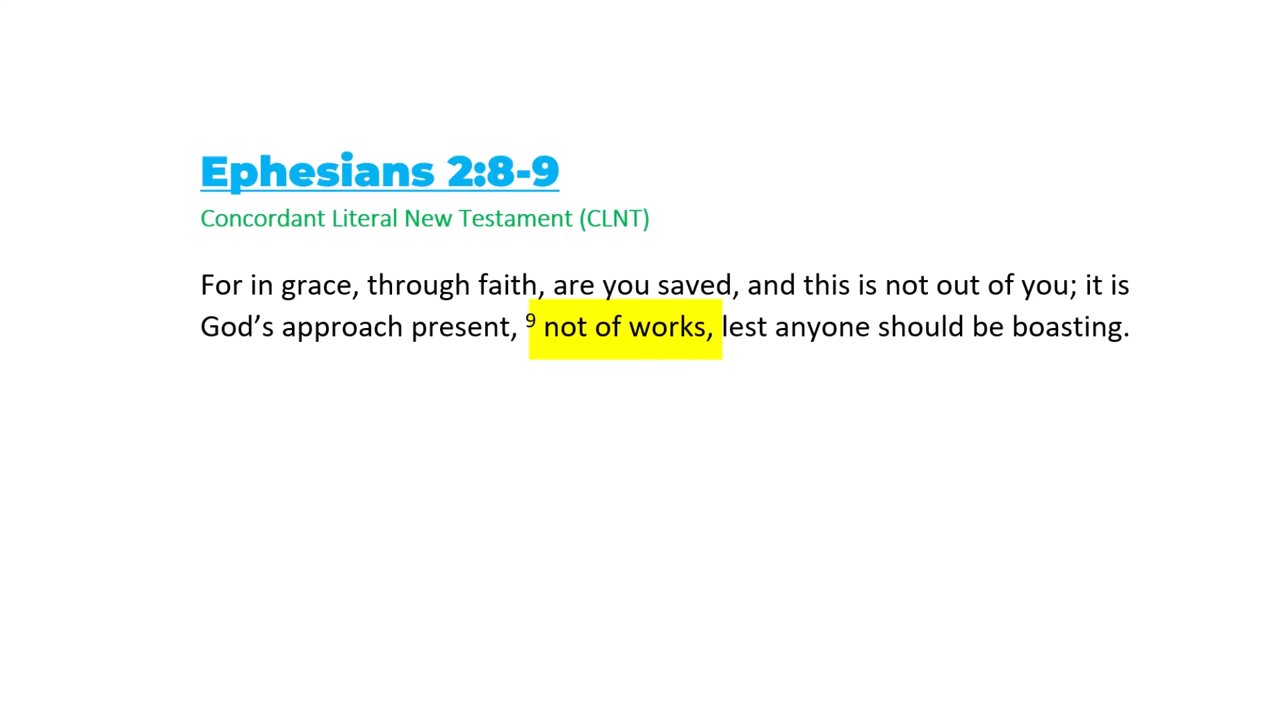 Ephesians 2:8-9
Concordant Literal New Testament (CLNT)
For in grace, through faith, are you saved, and this is not out of you; it is
God’s approach present, ⁹ not of works, lest anyone should be boasting.